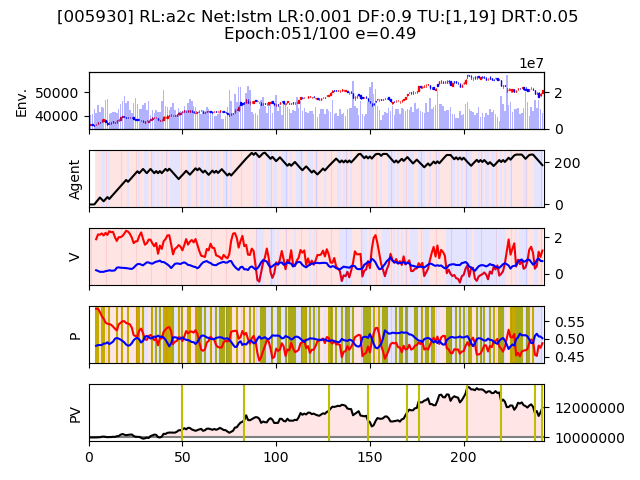 [005930] RL:a2c Net:lstm LR:0.001 DF:0.9 TU:[1,19] DRT:0.05
Epoch:051/100 e=0.49
1e7
Env.
50000
40000
2
0
Agent
200
0
V
2
0
P
0.55
0.50
0.45
PV
12000000
10000000
0 50 100 150 200